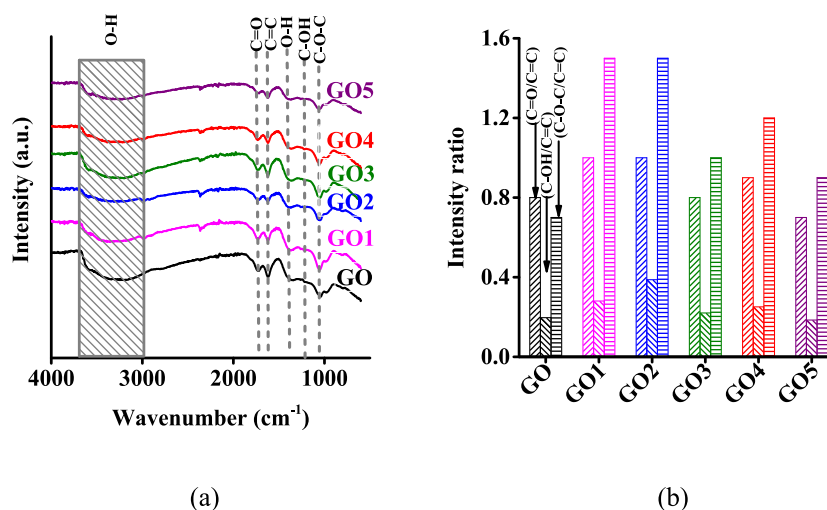 O-H
C=O
C=C
O-H
C-OH
C-O-C
GO5
GO4
GO3
GO2
GO1
GO
Intensity (a.u.)
4000 3000 2000 1000
Wavenumber (cm-1)
(a)
1.6
1.2
0.8
0.4
0.0
Intensity ratio
(C=O/C=C)
(C-OH/C=C)
(C-O-C/C=C)
GO GO1 GO2 GO3 GO4 GO5
(b)